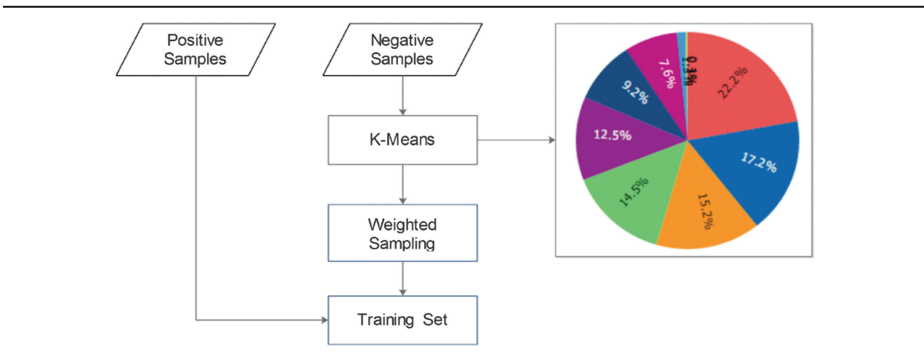 Positive
Samples
Negative
Samples
K-Means
Weighted
Sampling
Training Set
22.2%
17.2%
15.2%
14.5%
12.5%
9.2%
7.6%